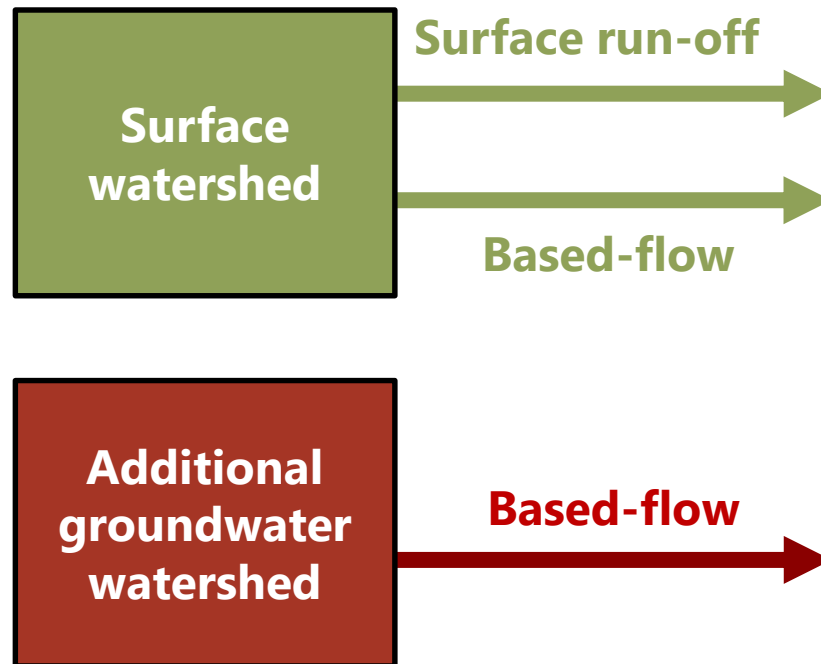 Surface run-off
Surface
watershed
Based-flow
Additional
groundwater
watershed
Based-flow